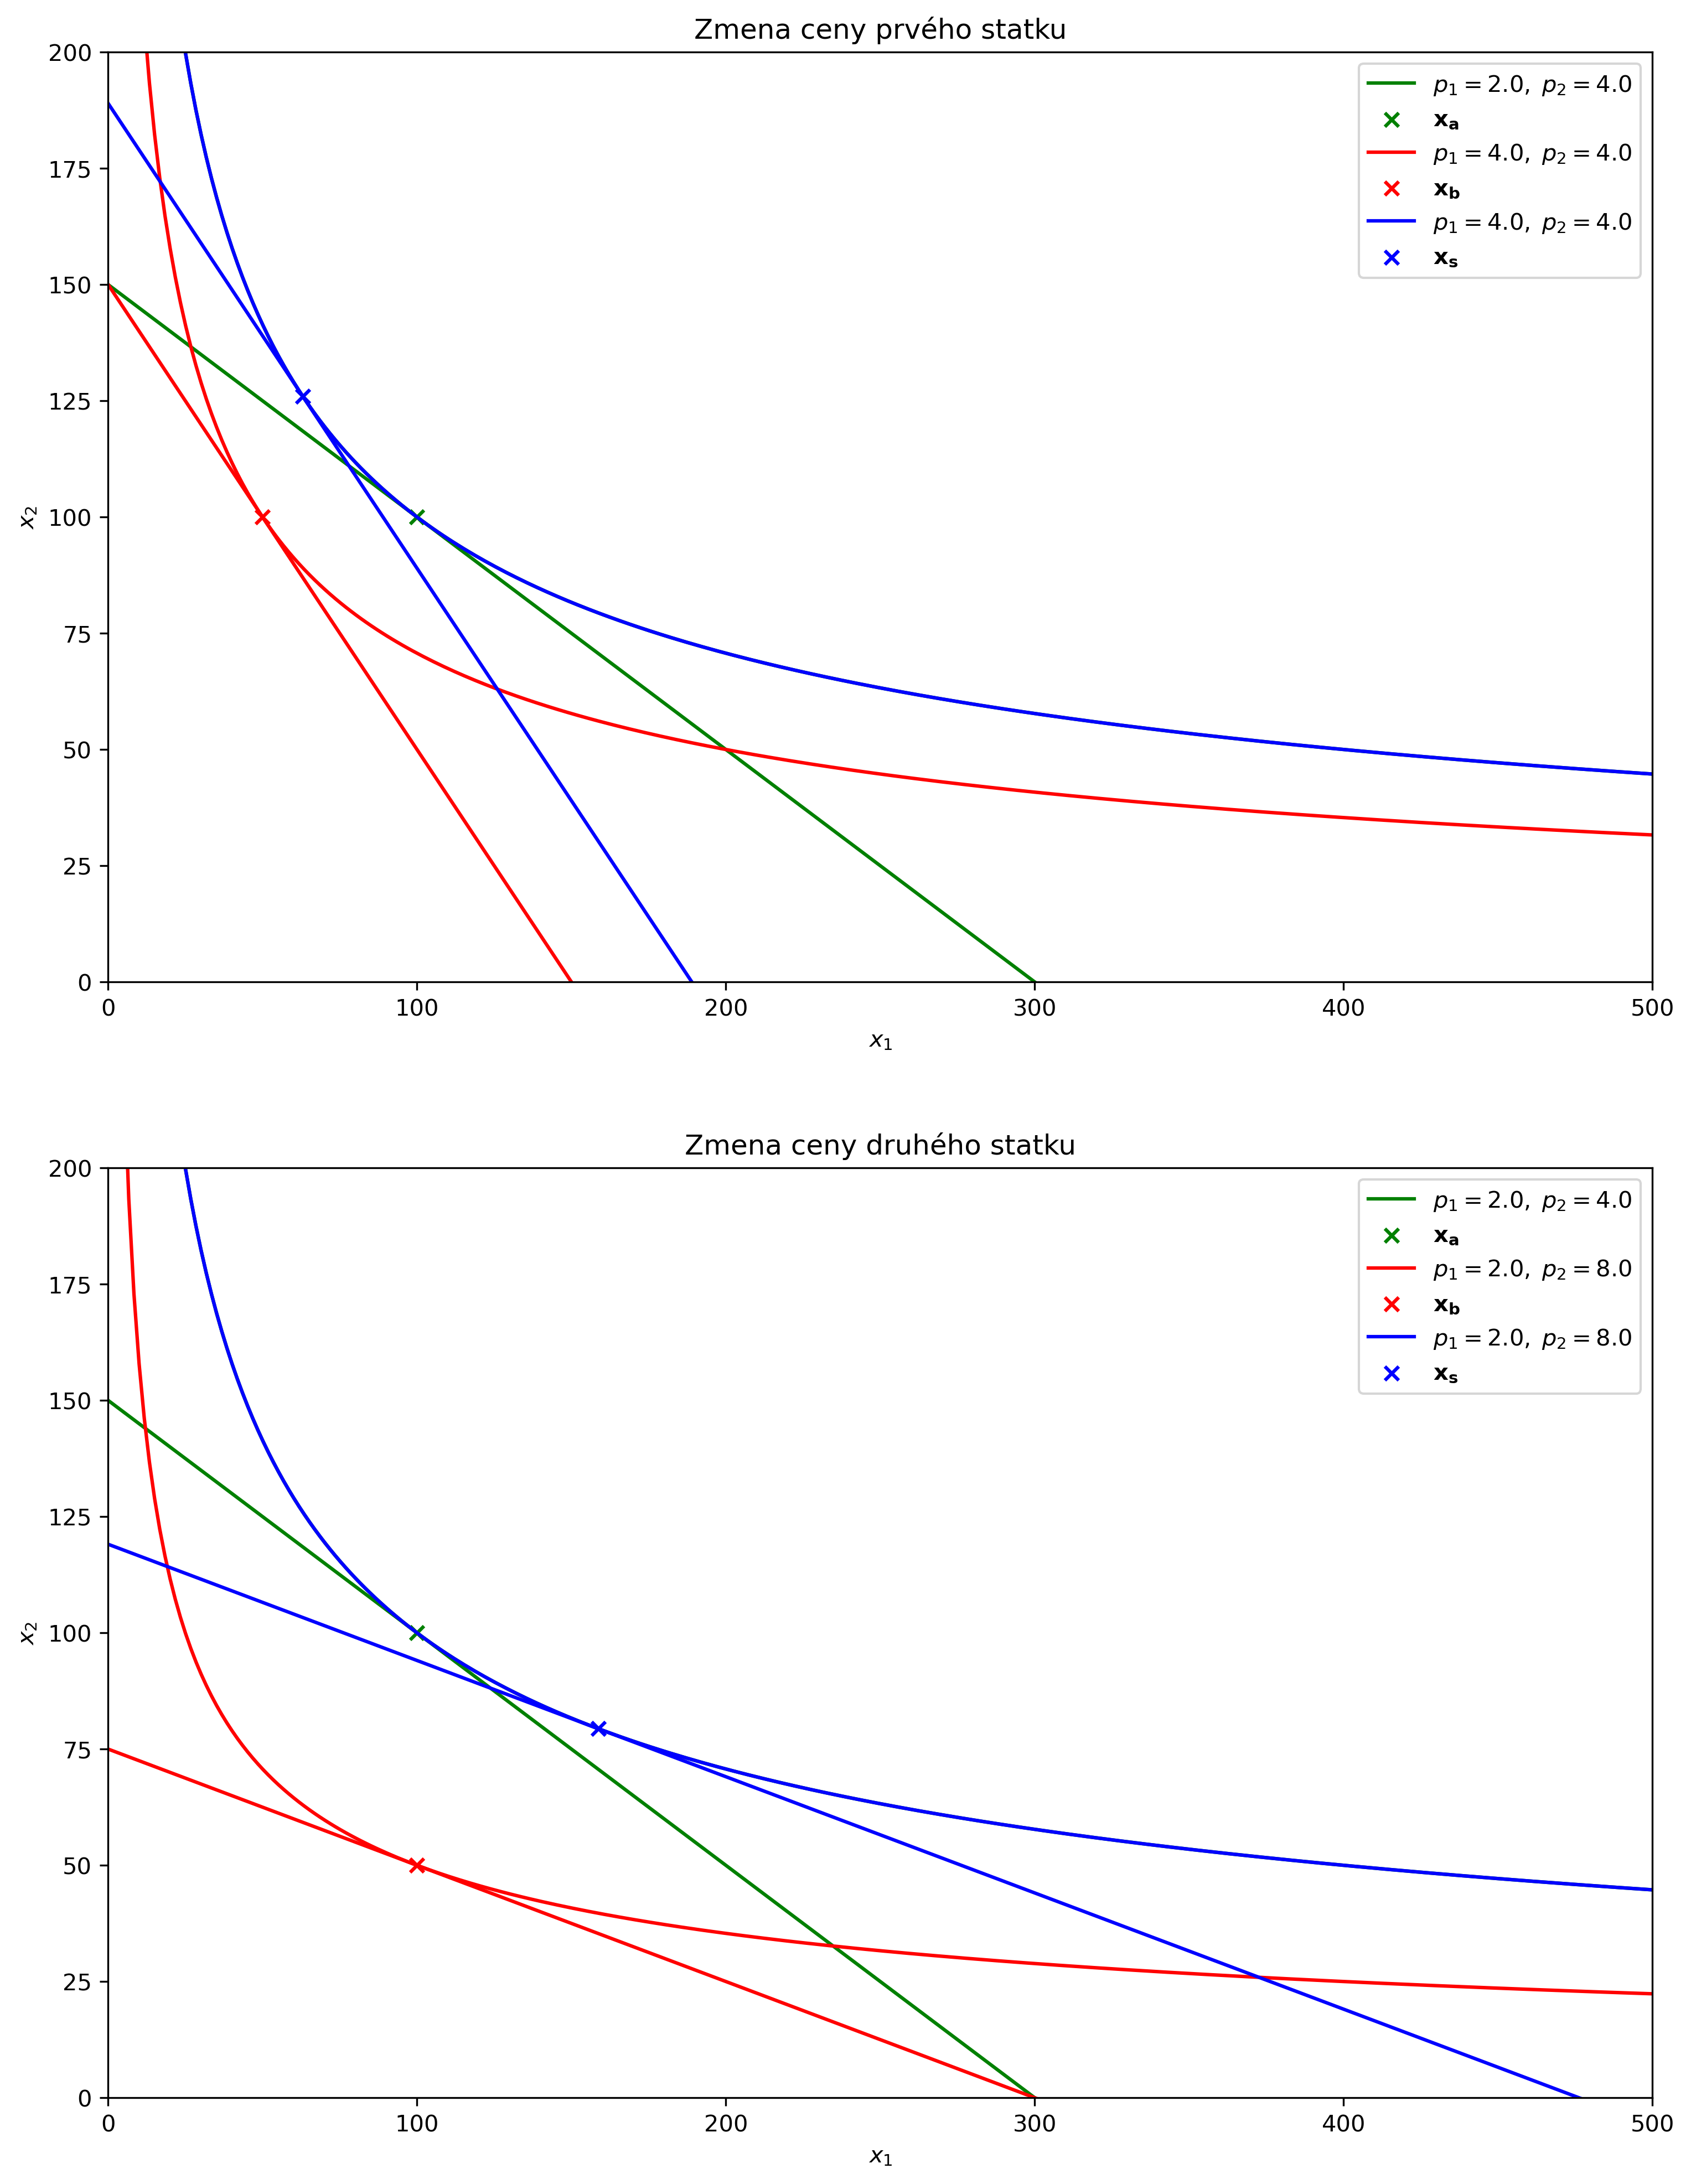 Zmena ceny prvého statku
200
175
150
125
100
75
50
25
0
x₂
p₁ = 2.0, p₂ = 4.0
xₐ
p₁ = 4.0, p₂ = 4.0
x_b
p₁ = 4.0, p₂ = 4.0
xₛ
0 100 200 300 400 500
x₁
Zmena ceny druhého statku
200
175
150
125
100
75
50
25
0
x₂
p₁ = 2.0, p₂ = 4.0
xₐ
p₁ = 2.0, p₂ = 8.0
x_b
p₁ = 2.0, p₂ = 8.0
xₛ
0 100 200 300 400 500
x₁